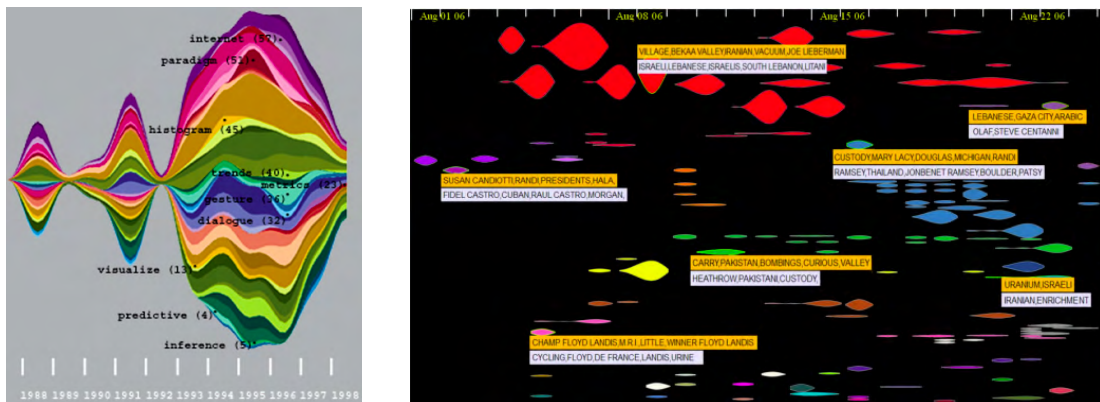 internet (57)
paradigm (51)
histogram (45)
trends (40)
metrics (23)
gesture (36)
dialogue (32)
visualize (13)
predictive (4)
inference (5)
1988 1989 1990 1991 1992 1993 1994 1995 1996 1997 1998
Aug 01 06 Aug 08 06 Aug 15 06 Aug 22 06
VILLAGE,BEKAA VALLEY,IRANIAN,VACUUM,JOE LIEBERMAN
ISRAELI,LEBANESE,ISRAELIS,SOUTH LEBANON,LITANI
LEBANESE,GAZA CITY,ARABIC
OLAF,STEVE CENTANNI
CUSTODY,MARY LACY,DOUGLAS,MICHIGAN,RANDI
RAMSEY,THAILAND,JONBENET RAMSEY,BOULDER,PATSY
SUSAN CANDIOTTI,RANDI,PRESIDENTS,HALA,
FIDEL CASTRO,CUBAN,RAUL CASTRO,MORGAN,
CARRY,PAKISTAN,BOMBINGS,CURIOUS,VALLEY
HEATHROW,PAKISTANI,CUSTODY,
URANIUM,ISRAELI
IRANIAN,ENRICHMENT
CHAMP FLOYD LANDIS,M.R.I.,LITTLE,WINNER FLOYD LANDIS
CYCLING,FLOYD,DE FRANCE,LANDIS,URINE